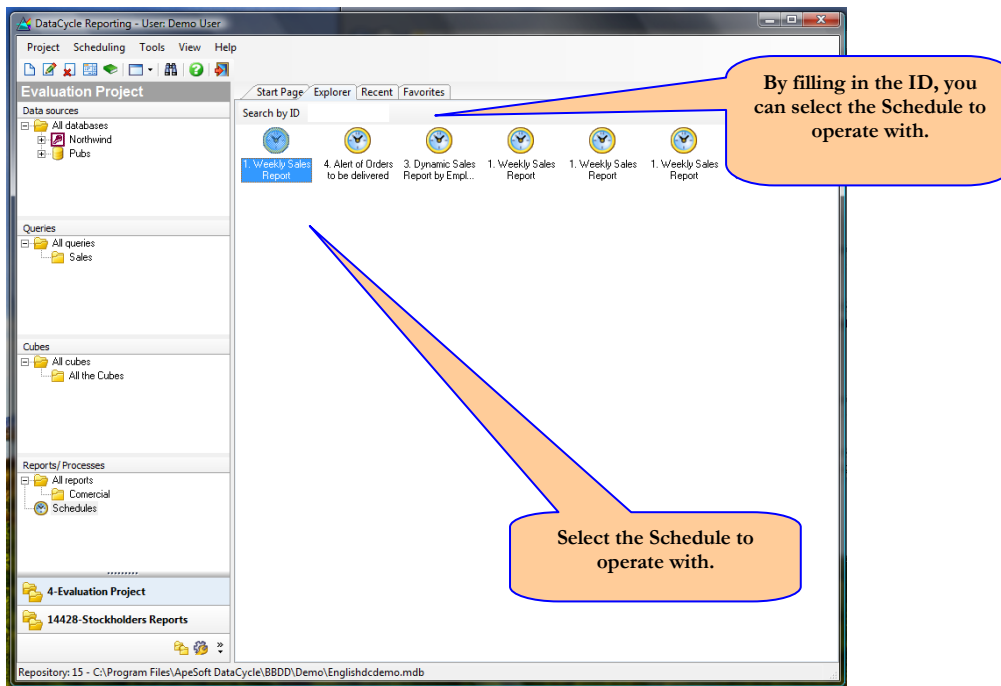 DataCycle Reporting - User: Demo User
Project Scheduling Tools View Help
Evaluation Project
Start Page Explorer Recent Favorites
Data sources
All databases
Northwind
Pubs
Search by ID
1. Weekly Sales
Report
4. Alert of Orders
to be delivered
3. Dynamic Sales
Report by Empl...
1. Weekly Sales
Report
1. Weekly Sales
Report
1. Weekly Sales
Report
By filling in the ID, you
can select the Schedule to
operate with.
Queries
All queries
Sales
Cubes
All cubes
All the Cubes
Reports/Processes
All reports
Comercial
Schedules
Select the Schedule to
operate with.
4-Evaluation Project
14428-Stockholders Reports
Repository: 15 - C:\Program Files\ApeSoft DataCycle\BBDD\Demo\Englishdcdemo.mdb